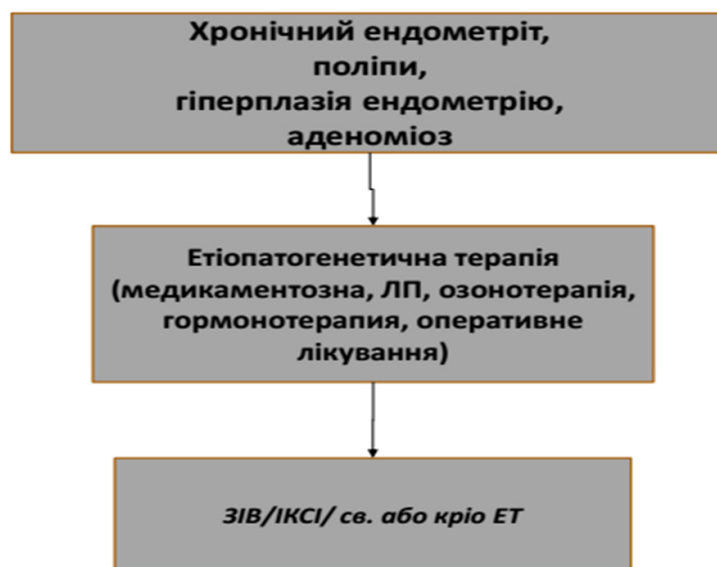 Хронічний ендометріт,
поліпи,
гіперплазія ендометрію,
аденоміоз
Етіопатогенетична терапія
(медикаментозна, ЛП, озонотерапія,
гормонотерапия, оперативне
лікування)
ЗІВ/ІКСІ/ св. або кріо ЕТ